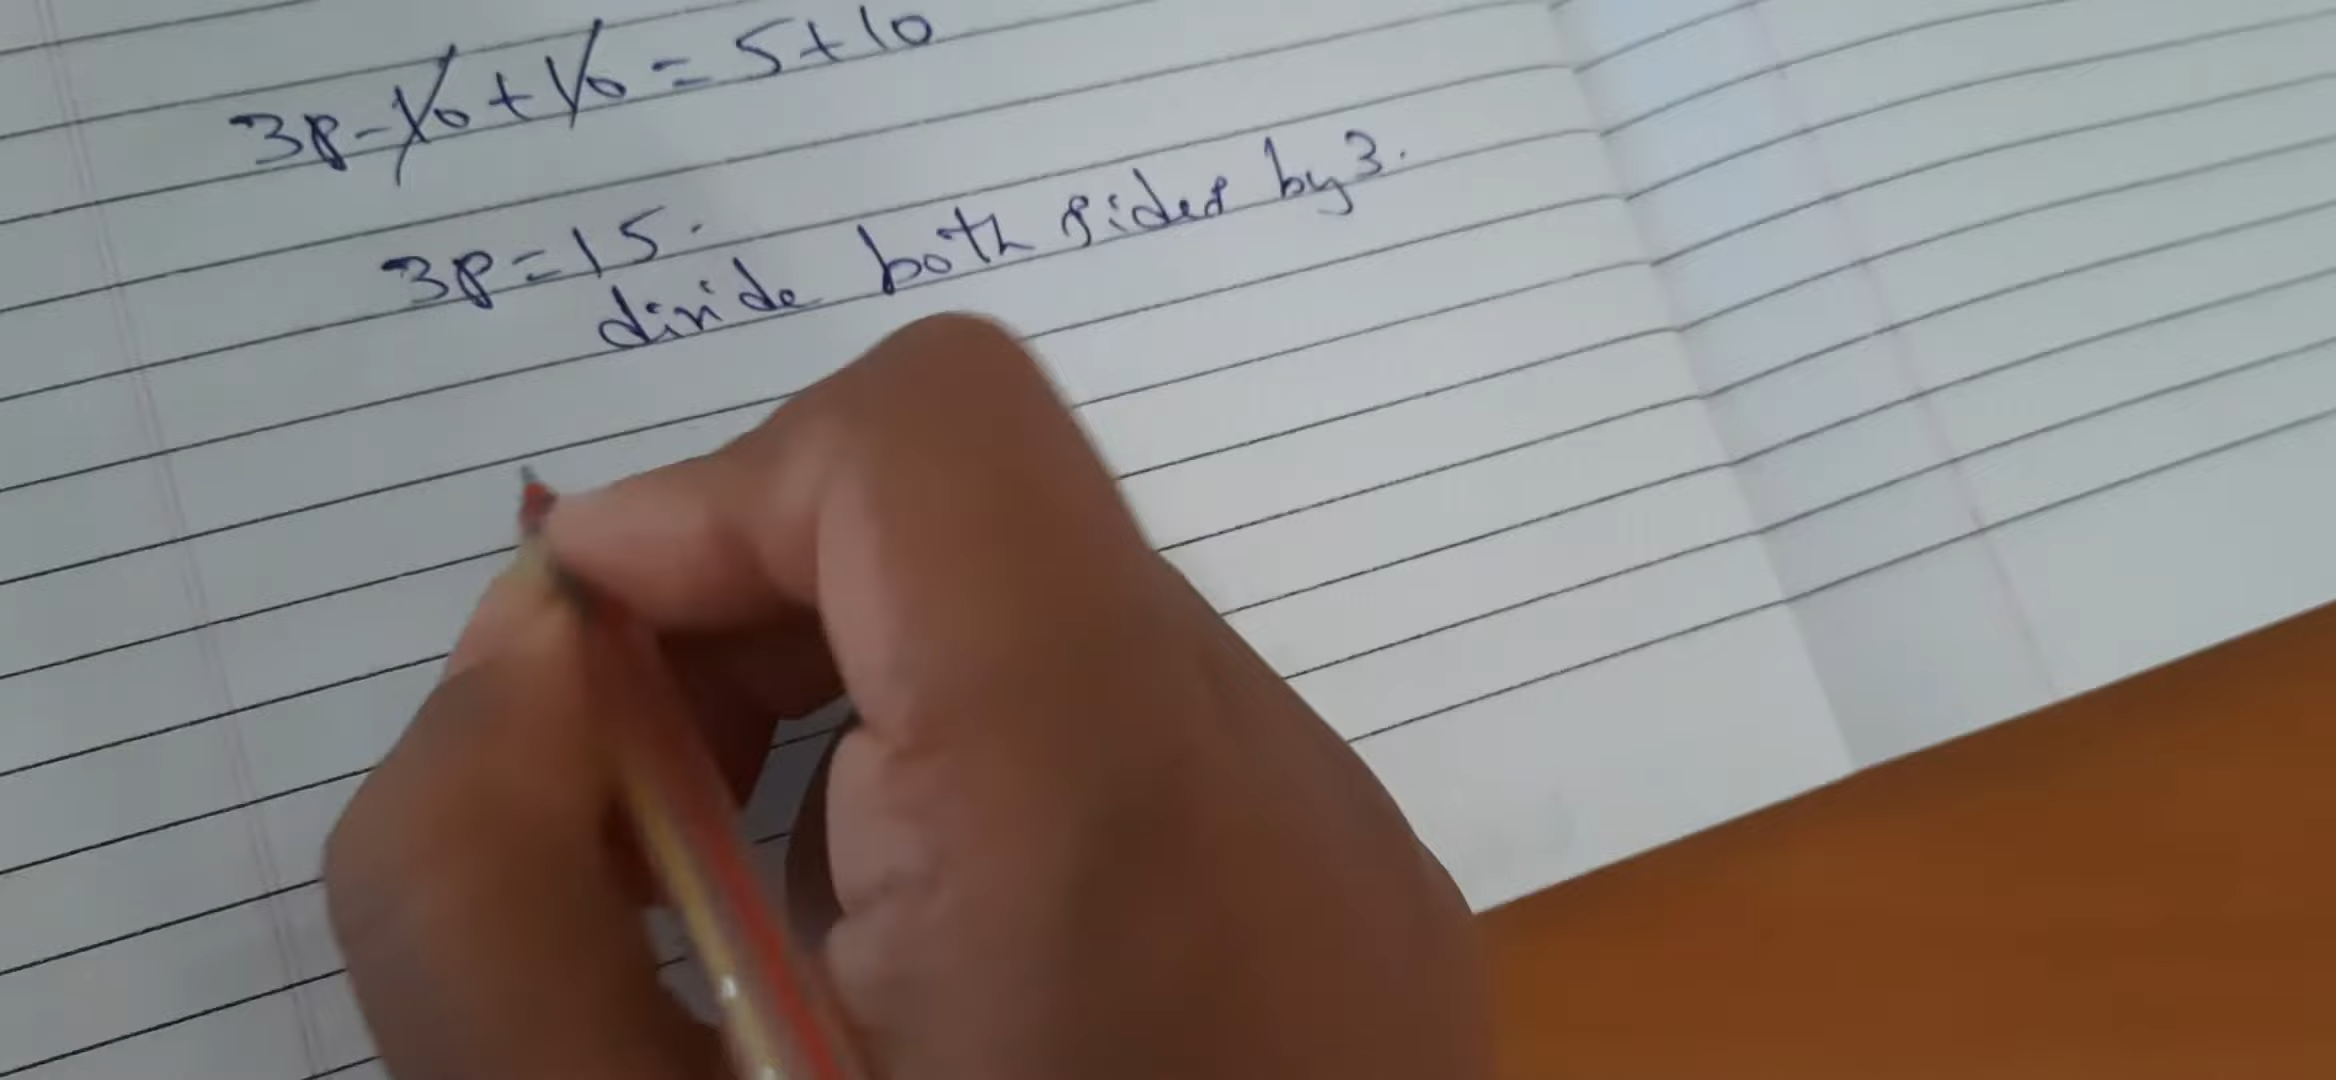 3p-10+10=5+10
3p=15.
divide both sides by 3.